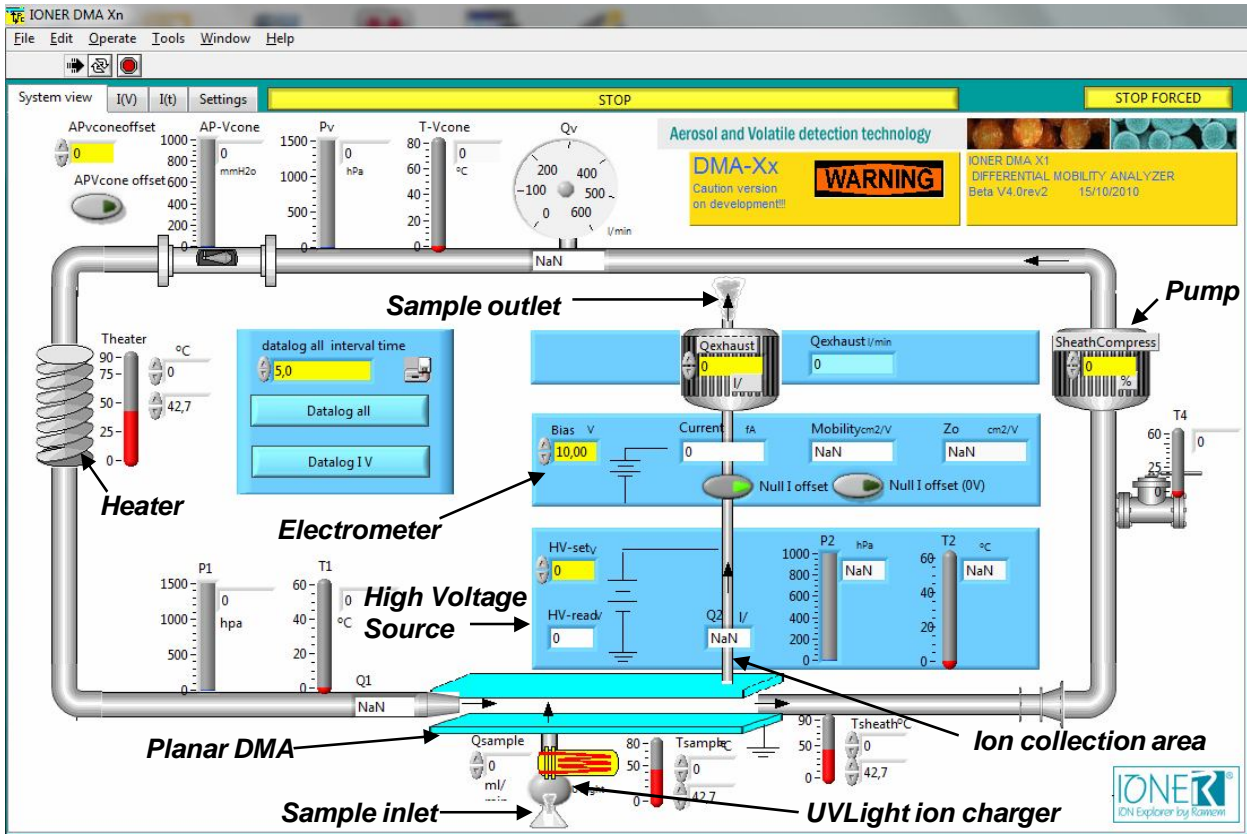 IONER DMA Xn
File Edit Operate Tools Window Help
System view I(V) I(t) Settings STOP STOP FORCED
APvconeoffset
0
APVcone offset
AP-Vcone
1000
800
600
400
200
0
0
mmH2o
Pv
1500
1000
500
0
0
hPa
T-Vcone
80
60
40
20
0
0
ºC
Qv
200 400
100 500
0 600
l/min
NaN
Aerosol and Volatile detection technology
DMA-Xx
Caution version
on development!!!
WARNING
IONER DMA X1
DIFFERENTIAL MOBILITY ANALYZER
Beta V4.0rev2 15/10/2010
Sample outlet
Pump
Theater
90
75
50
25
0
ºC
0
42,7
Heater
datalog all interval time
5,0
Datalog all
Datalog I V
Qexhaust
0
l/
Qexhaust l/min
0
SheathCompress
0
%
T4
60
25
0
0
Bias V
10,00
Current fA
0
Mobility cm2/V
NaN
Zo cm2/V
NaN
Null I offset
Null I offset (0V)
Electrometer
HV-set V
0
HV-read v
0
High Voltage
Source
Q2 l/
NaN
P2 hPa
1000
800
600
400
200
0
NaN
T2 ºC
60
40
20
0
NaN
P1
1500
1000
500
0
0
hpa
T1
60
40
20
0
0
ºC
Q1
NaN
Planar DMA
Qsample
0
ml/
Tsample ºC
80
50
0
0
42,7
Tsheath ºC
90
50
0
0
42,7
Ion collection area
Sample inlet
UVLight ion charger
IONER®
ION Explorer by Ramem